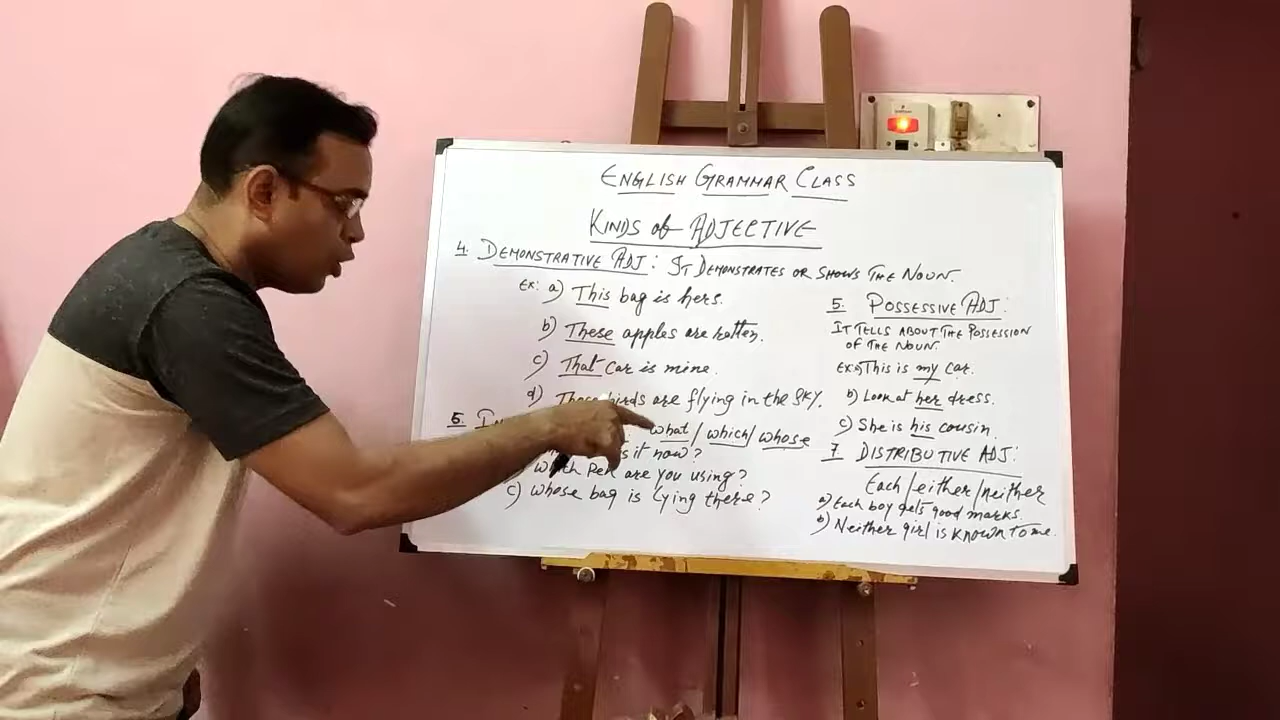 ENGLISH GRAMMAR CLASS
KINDS of ADJECTIVE
4. DEMONSTRATIVE ADJ: IT DEMONSTRATES OR SHOWS THE NOUN.
Ex: a) This bag is hers.
b) These apples are rotten.
c) That car is mine.
d) Those birds are flying in the sky.
5. POSSESSIVE ADJ:
IT TELLS ABOUT THE POSSESSION
OF THE NOUN.
Ex: a) This is my car.
b) Look at her dress.
c) She is his cousin.
6. what / which / whose
is it now?
Which Pen are you using?
c) Whose bag is lying there?
7. DISTRIBUTIVE ADJ:
Each / either / neither
a) Each boy gets good marks
b) Neither girl is known to me.